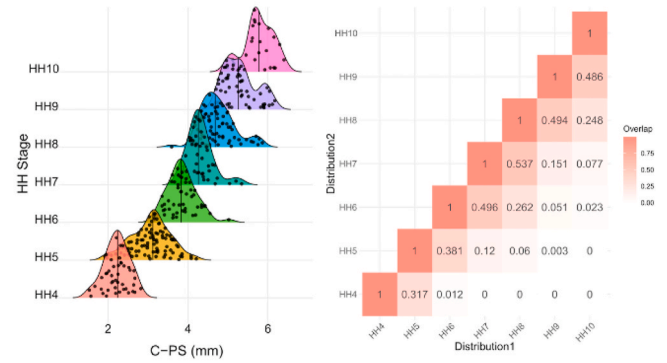 HH10
HH9
HH8
HH7
HH6
HH5
HH4
HH Stage
2 4 6
C-PS (mm)
HH10 1
HH9 1 0.486
HH8 1 0.494 0.248
HH7 1 0.537 0.151 0.077
HH6 1 0.496 0.262 0.051 0.023
HH5 1 0.381 0.12 0.06 0.003 0
HH4 1 0.317 0.012 0 0 0 0
HH4 HH5 HH6 HH7 HH8 HH9 HH10
Distribution2
Distribution1
Overlap
0.75
0.50
0.25
0.00